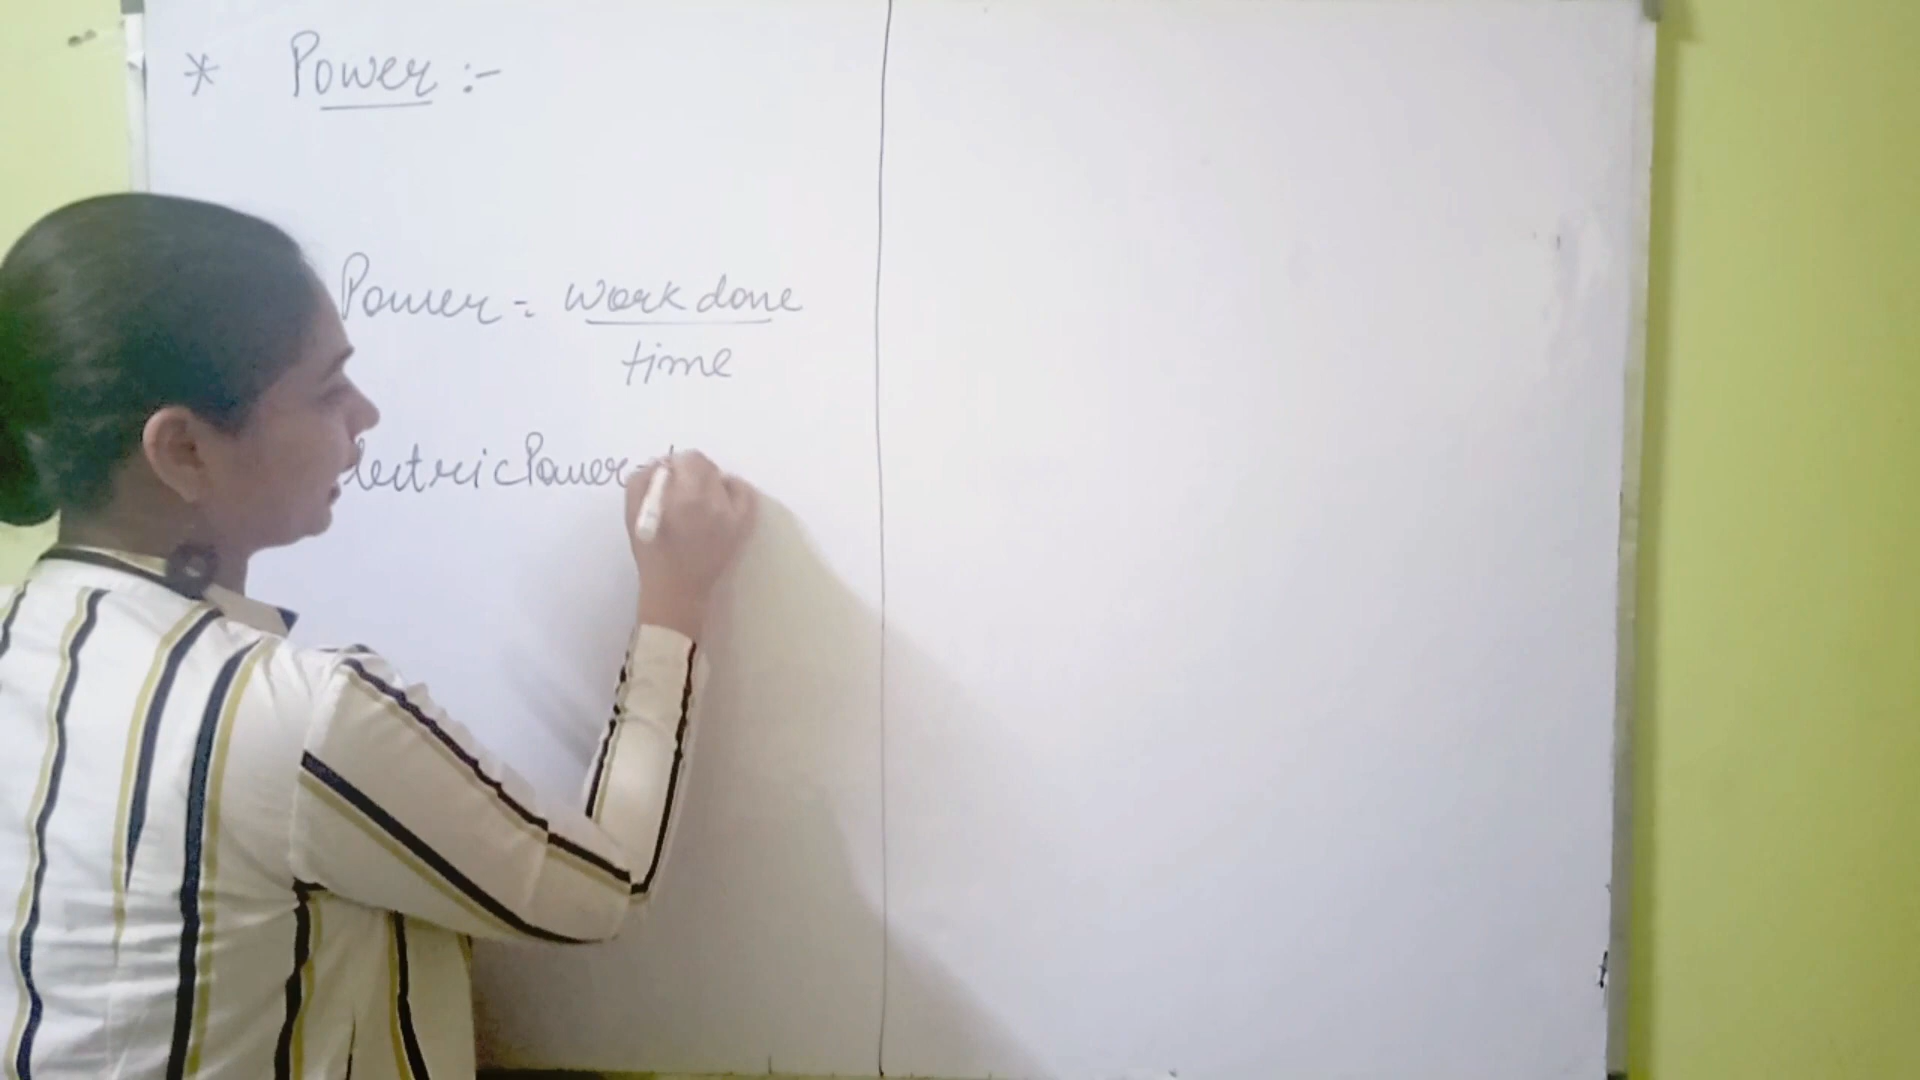 * Power :-
Power = work done
time
lectric Power -